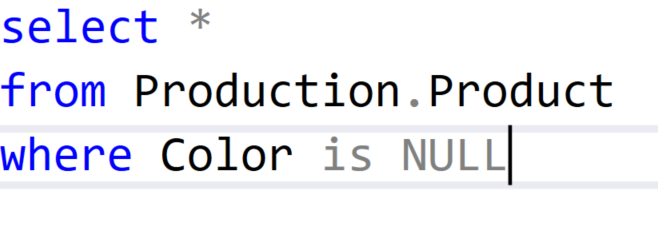 select *
from Production.Product
where Color is NULL